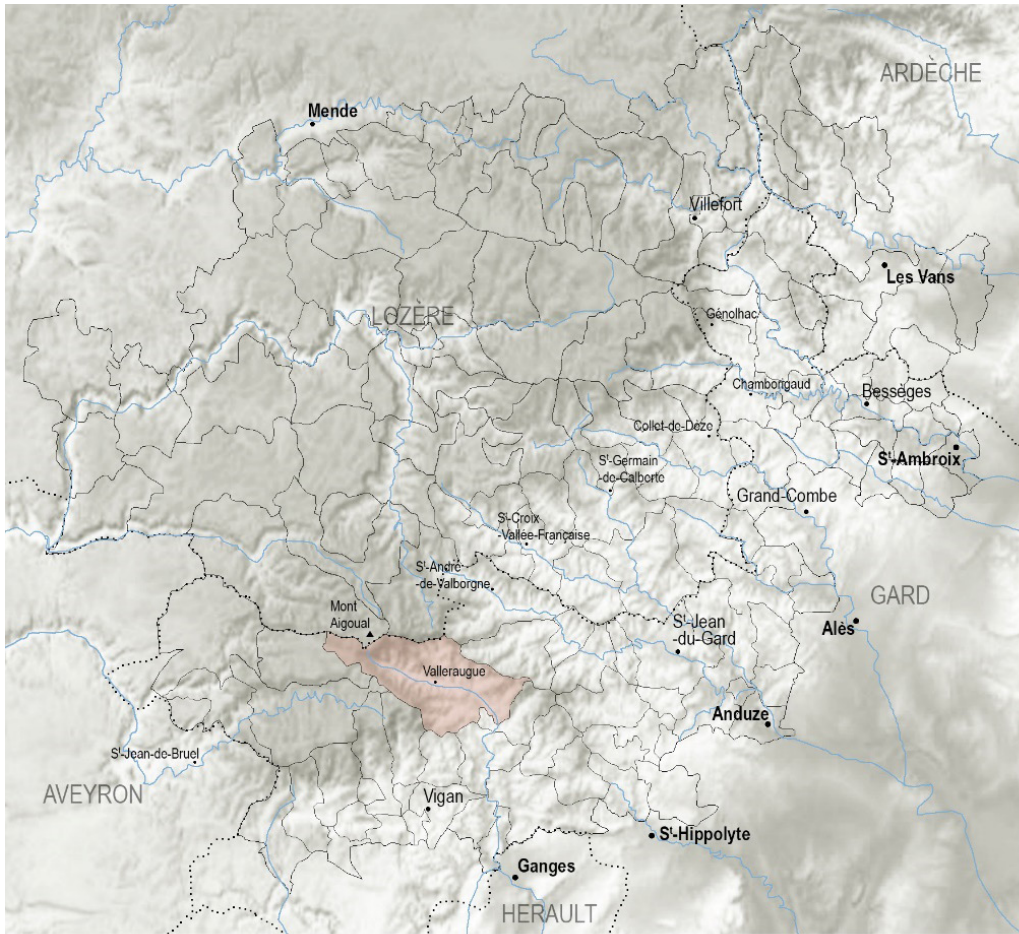 ARDÈCHE
Mende
Villefort
Les Vans
LOZÈRE
Génolhac
Chamborigaud
Bessèges
Collet-de-Dèze
Sᵗ-Ambroix
Sᵗ-Germain
-de-Calberte
Grand-Combe
Sᵗ-Croix
-Vallée-Française
Sᵗ-André
-de-Valborgne
GARD
Mont
Aigoual
Alès
Sᵗ-Jean
-du-Gard
Valleraugue
Anduze
Sᵗ-Jean-de-Bruel
AVEYRON
Vigan
Sᵗ-Hippolyte
Ganges
HERAULT